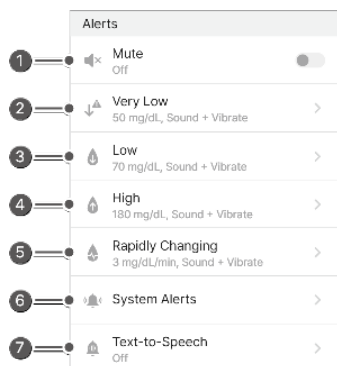 Alerts
1 Mute
Off
2 Very Low
50 mg/dL, Sound + Vibrate
3 Low
70 mg/dL, Sound + Vibrate
4 High
180 mg/dL, Sound + Vibrate
5 Rapidly Changing
3 mg/dL/min, Sound + Vibrate
6 System Alerts
7 Text-to-Speech
Off